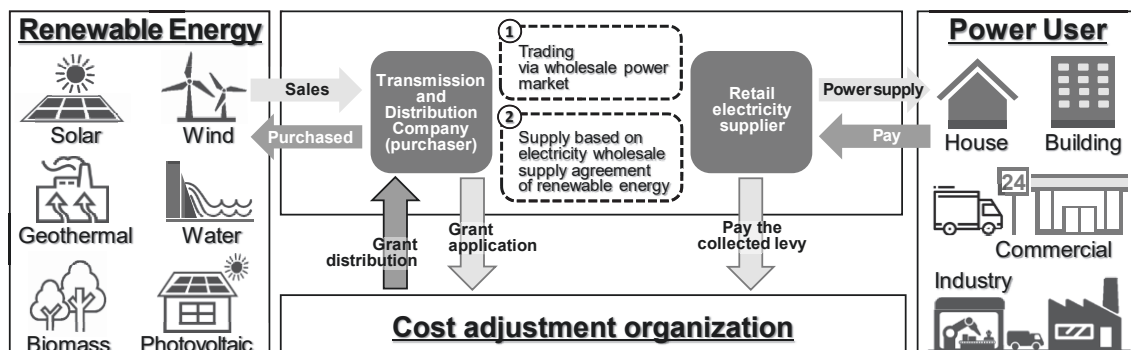 Renewable Energy
Solar
Wind
Geothermal
Water
Biomass
Photovoltaic
Sales
Purchased
Transmission
and
Distribution
Company
(purchaser)
1
Trading
via wholesale power
market
2
Supply based on
electricity wholesale
supply agreement
of renewable energy
Retail
electricity
supplier
Power supply
Pay
Grant
distribution
Grant
application
Pay the
collected levy
Cost adjustment organization
Power User
House
Building
24
Commercial
Industry